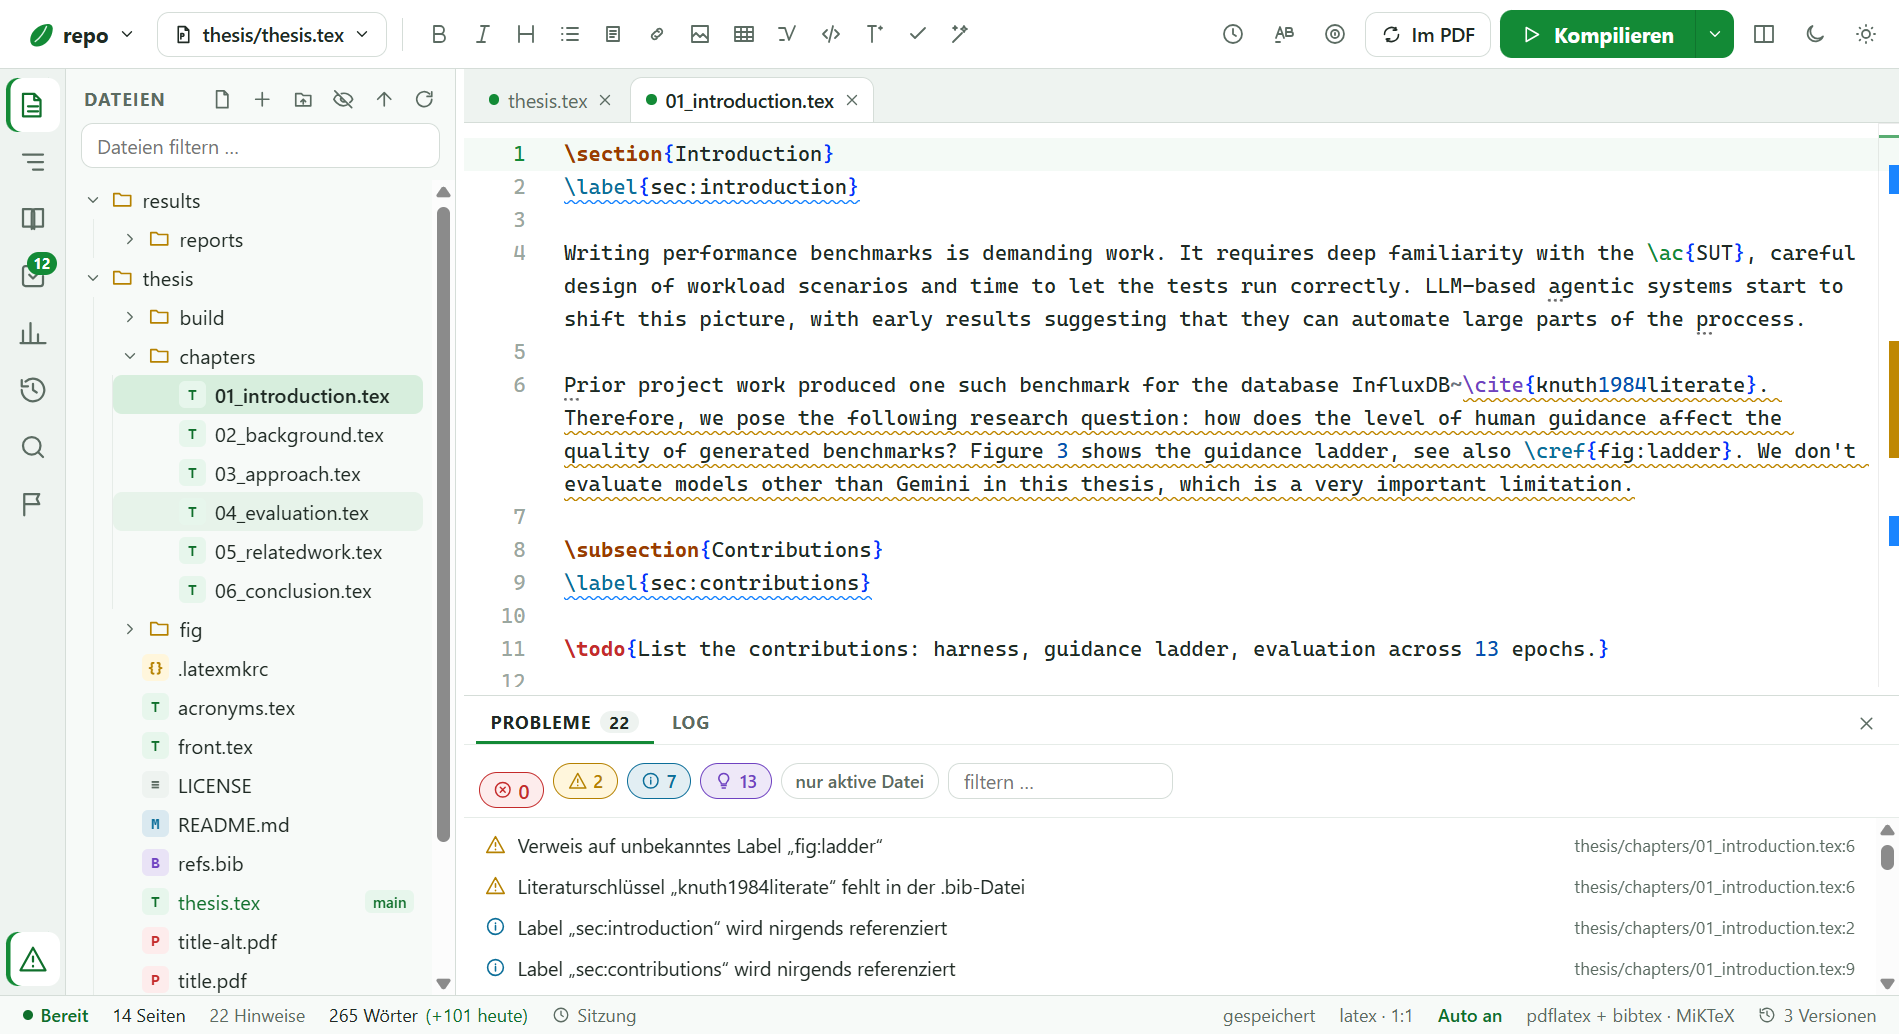 repo
thesis/thesis.tex
Im PDF
Kompilieren
DATEIEN
Dateien filtern ...
12
results
reports
thesis
build
chapters
T 01_introduction.tex
T 02_background.tex
T 03_approach.tex
T 04_evaluation.tex
T 05_relatedwork.tex
T 06_conclusion.tex
fig
{} .latexmkrc
T acronyms.tex
T front.tex
LICENSE
M README.md
B refs.bib
T thesis.tex main
P title-alt.pdf
P title.pdf
thesis.tex
01_introduction.tex
1 \section{Introduction}
2 \label{sec:introduction}
3
4 Writing performance benchmarks is demanding work. It requires deep familiarity with the \ac{SUT}, careful
design of workload scenarios and time to let the tests run correctly. LLM-based agentic systems start to
shift this picture, with early results suggesting that they can automate large parts of the proccess.
5
6 Prior project work produced one such benchmark for the database InfluxDB~\cite{knuth1984literate}.
Therefore, we pose the following research question: how does the level of human guidance affect the
quality of generated benchmarks? Figure 3 shows the guidance ladder, see also \cref{fig:ladder}. We don't
evaluate models other than Gemini in this thesis, which is a very important limitation.
7
8 \subsection{Contributions}
9 \label{sec:contributions}
10
11 \todo{List the contributions: harness, guidance ladder, evaluation across 13 epochs.}
12
PROBLEME 22 LOG
0 2 7 13 nur aktive Datei filtern ...
Verweis auf unbekanntes Label „fig:ladder“ thesis/chapters/01_introduction.tex:6
Literaturschlüssel „knuth1984literate“ fehlt in der .bib-Datei thesis/chapters/01_introduction.tex:6
Label „sec:introduction“ wird nirgends referenziert thesis/chapters/01_introduction.tex:2
Label „sec:contributions“ wird nirgends referenziert thesis/chapters/01_introduction.tex:9
Bereit 14 Seiten 22 Hinweise 265 Wörter (+101 heute) Sitzung gespeichert latex · 1:1 Auto an pdflatex + bibtex · MiKTeX 3 Versionen